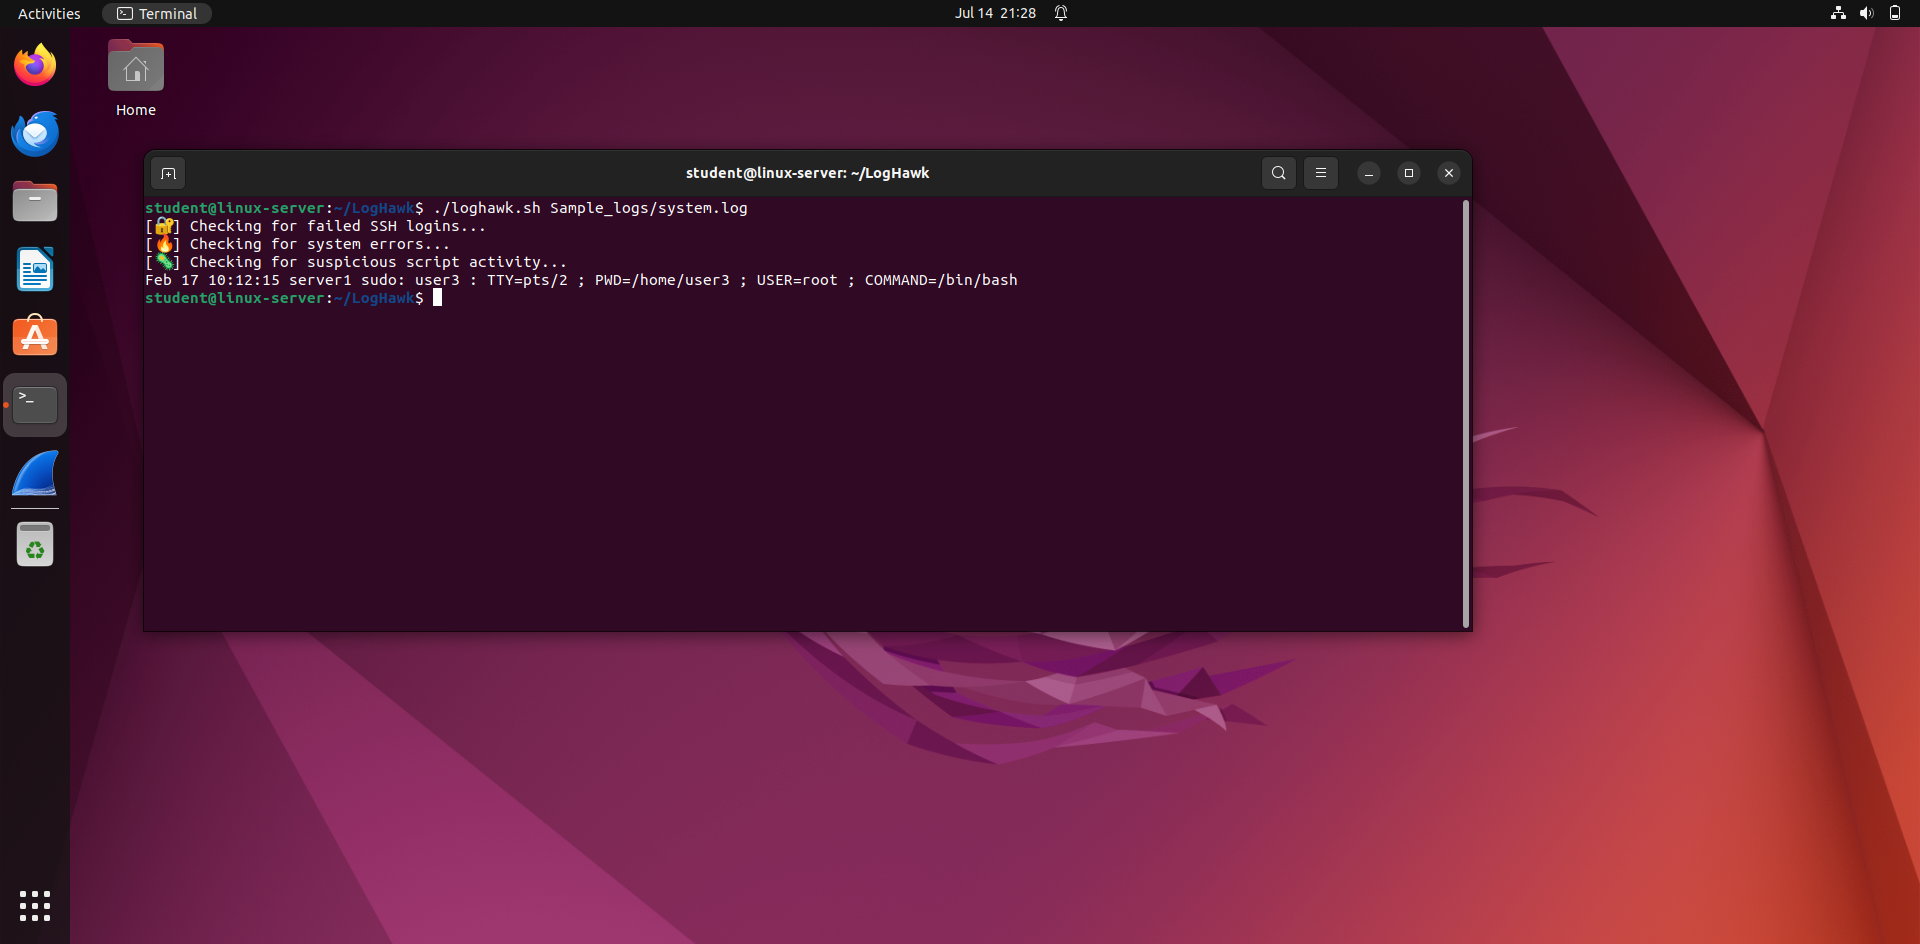 Activities
Terminal
Jul 14 21:28
Home
student@linux-server: ~/LogHawk
student@linux-server:~/LogHawk$ ./loghawk.sh Sample_logs/system.log
[🔐] Checking for failed SSH logins...
[🔥] Checking for system errors...
[🦠] Checking for suspicious script activity...
Feb 17 10:12:15 server1 sudo: user3 : TTY=pts/2 ; PWD=/home/user3 ; USER=root ; COMMAND=/bin/bash
student@linux-server:~/LogHawk$